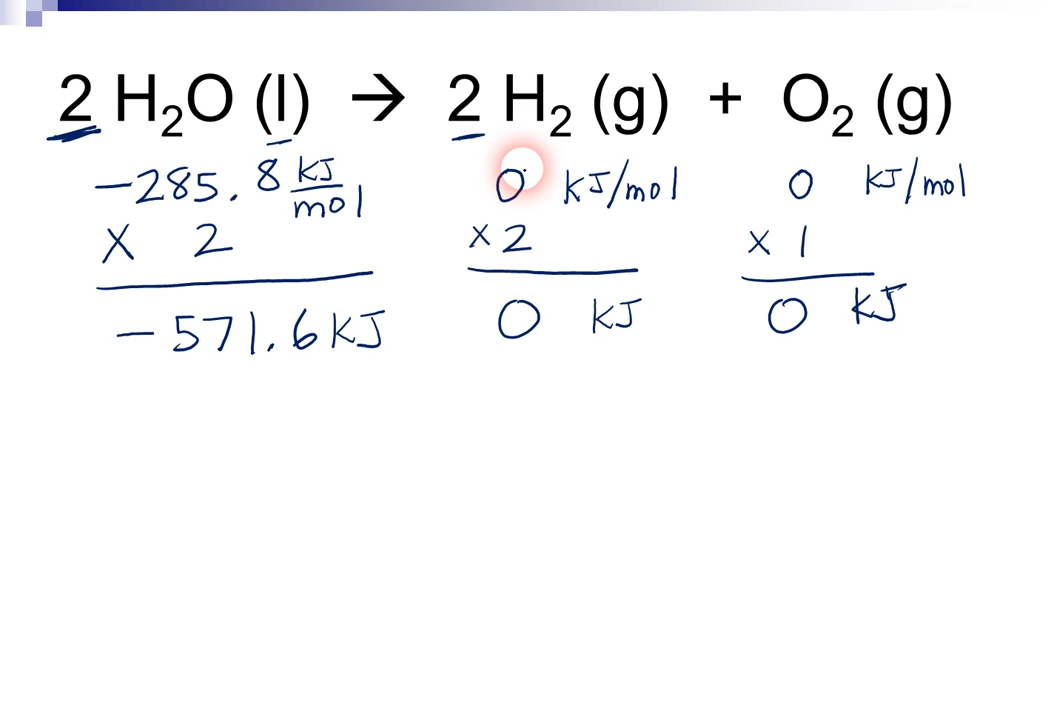 2 H₂O (l) → 2 H₂ (g) + O₂ (g)
-285.8 kJ/mol 0 kJ/mol 0 kJ/mol
x 2 x 2 x 1
-571.6 kJ 0 kJ 0 kJ